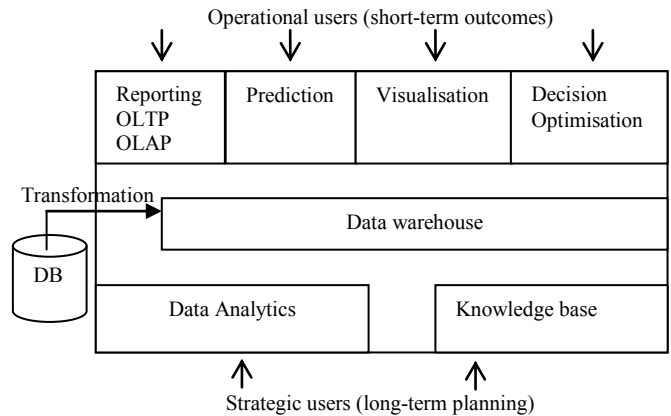 Operational users (short-term outcomes)
Reporting
OLTP
OLAP
Prediction
Visualisation
Decision
Optimisation
Transformation
Data warehouse
DB
Data Analytics
Knowledge base
Strategic users (long-term planning)